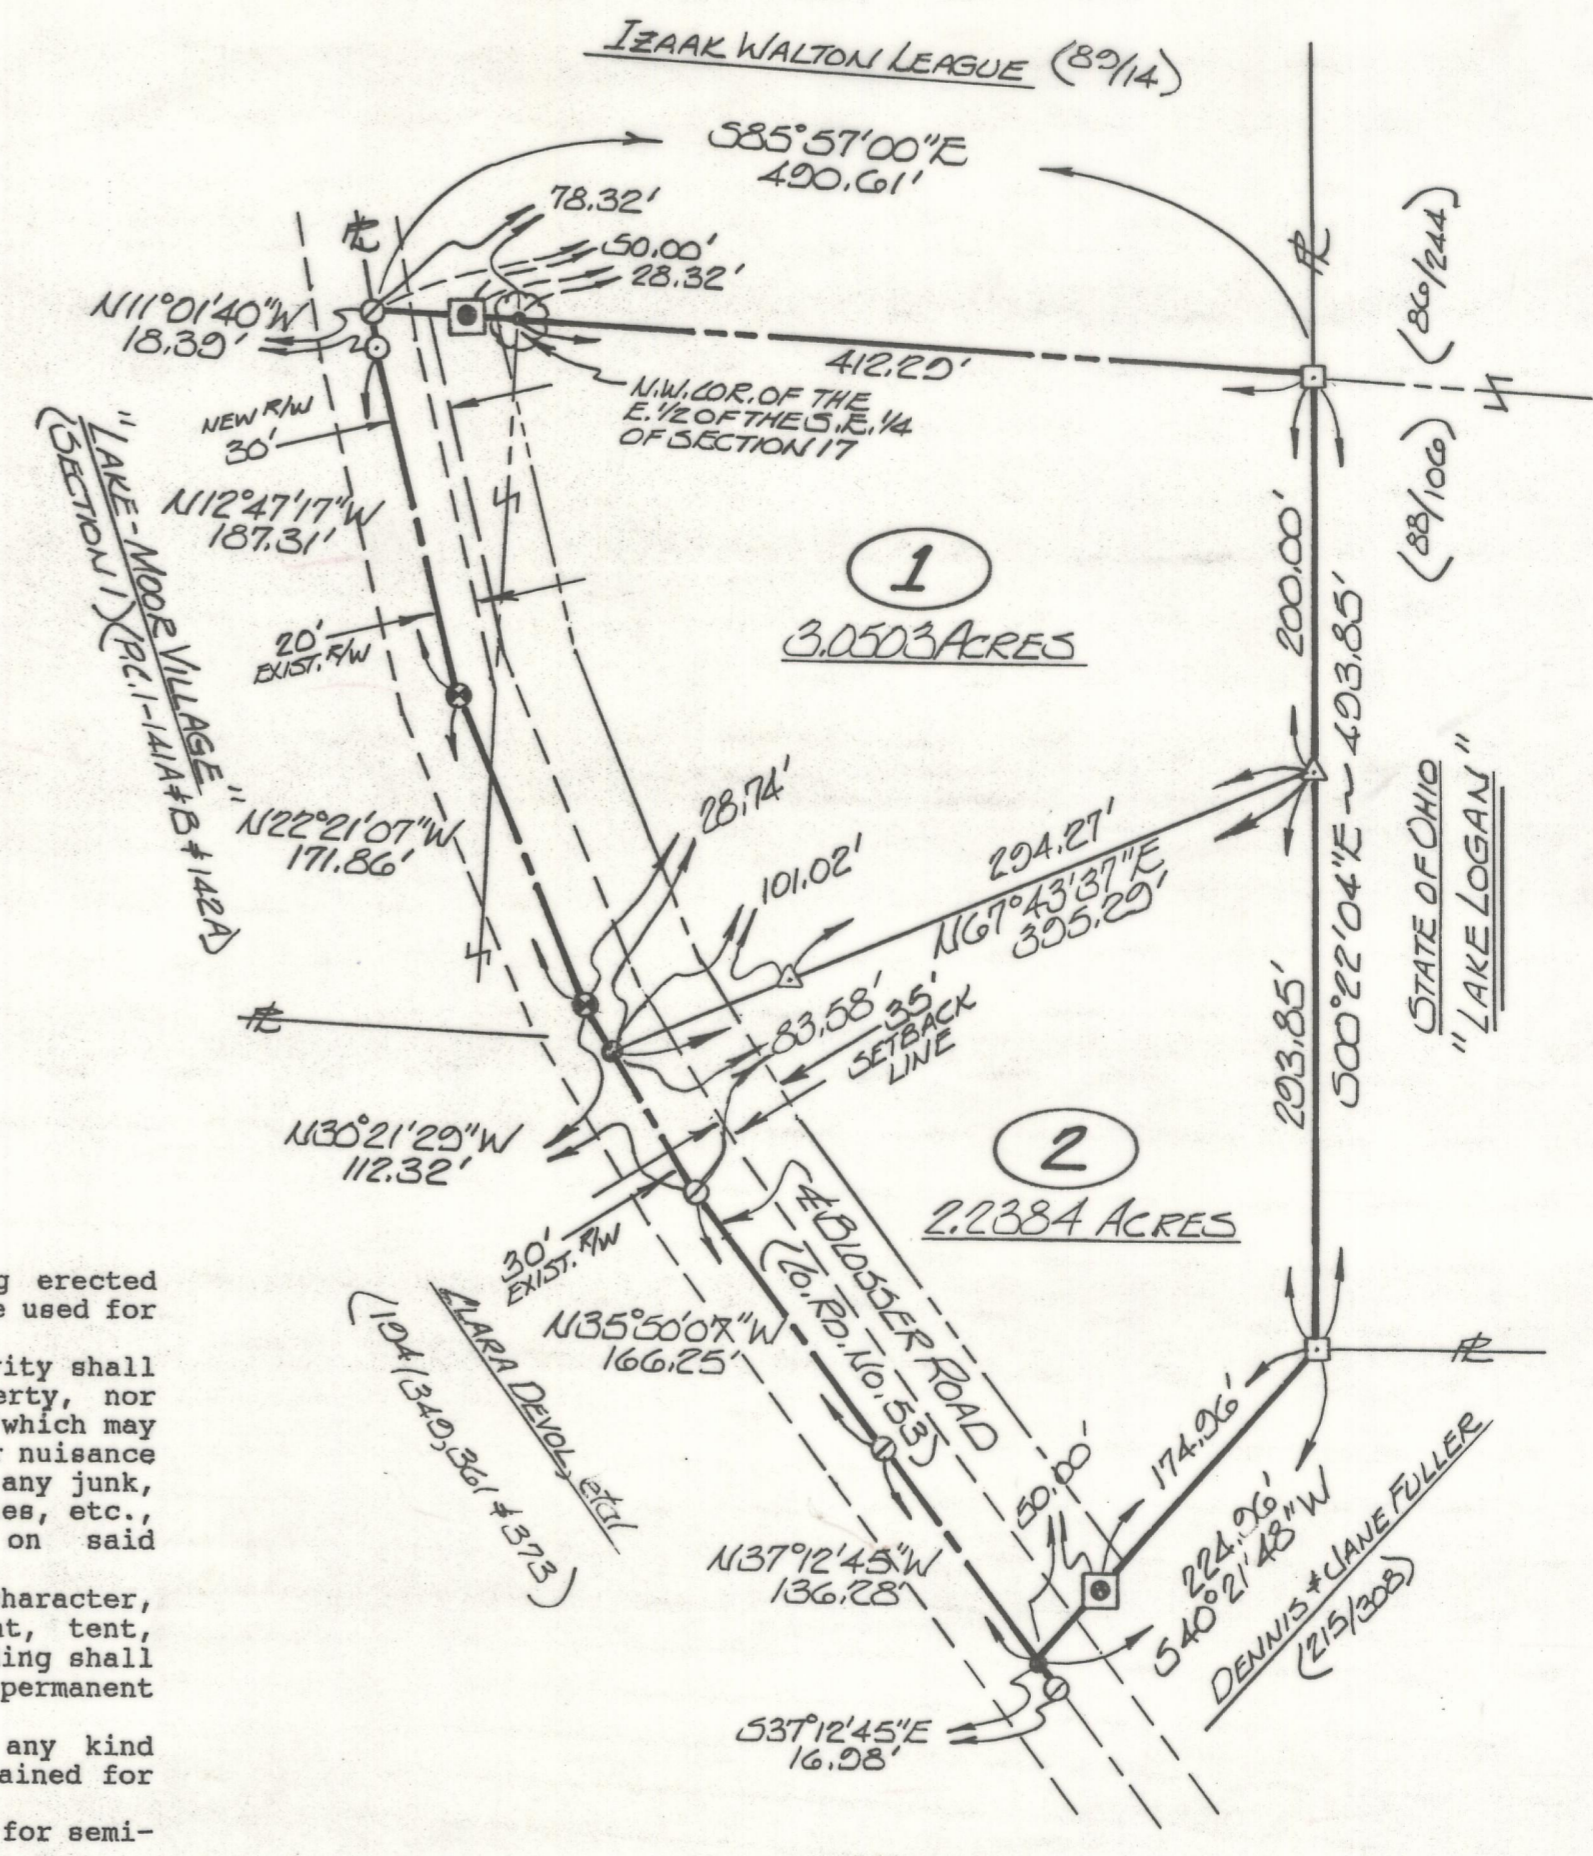 IZAAK WALTON LEAGUE (89/14)
S85°57'00"E
490.61'
78.32'
50.00'
28.32'
N11°01'40"W
18.39'
412.29'
N.W. COR. OF THE
E. 1/2 OF THE S.E. 1/4
OF SECTION 17
(86/244)
(88/106)
NEW R/W
30'
N12°47'17"W
187.31'
"LAKE-MOOR VILLAGE"
(SECTION 1)(P.C. 1-141A&B & 142A)
20'
EXIST. R/W
1
3.0503 ACRES
200.00'
S00°22'04"E ~ 493.85'
N22°21'07"W
171.86'
28.74'
101.02'
294.27'
N67°43'37"E
395.29'
STATE OF OHIO
"LAKE LOGAN"
83.58'
35'
SETBACK
LINE
293.85'
N30°21'29"W
112.32'
2
2.2384 ACRES
30'
EXIST. R/W
℄ BLOSSER ROAD
(CO. RD. NO. 53)
CLARA DEVOL, etal
(194/349,361 & 373)
N35°50'07"W
166.25'
50.00'
174.96'
224.96'
S40°21'48"W
DENNIS & JANE FULLER
(215/308)
N37°12'45"W
136.28'
S37°12'45"E
16.98'
g erected
e used for
rity shall
erty, nor
which may
r nuisance
any junk,
es, etc.,
on said
haracter,
nt, tent,
ing shall
permanent
any kind
ained for
for semi-